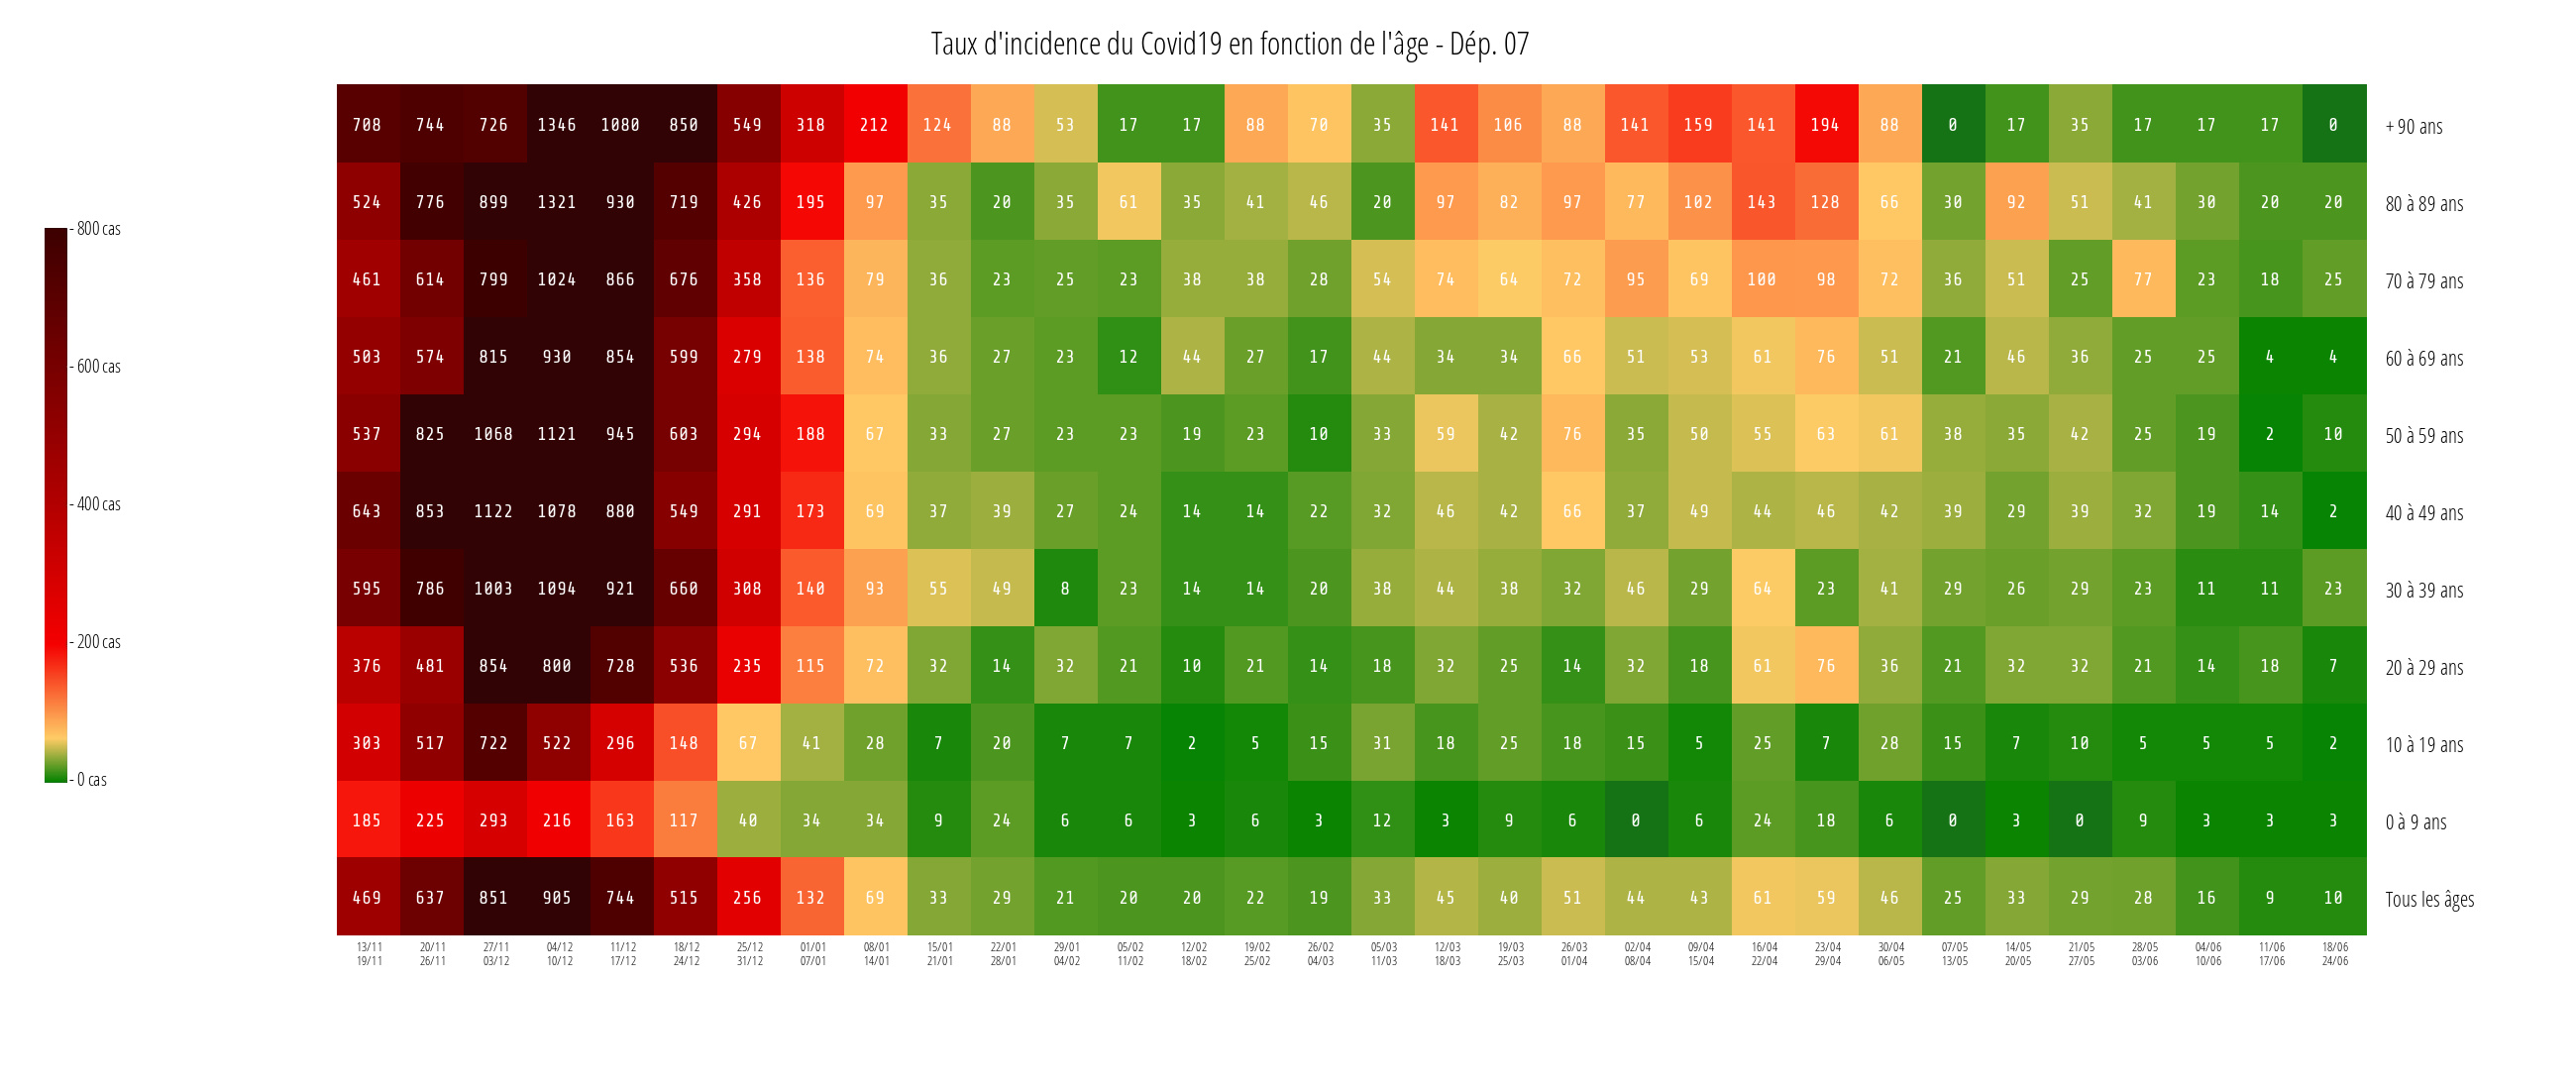 Taux d'incidence du Covid19 en fonction de l'âge - Dép. 07
708 744 726 1346 1080 850 549 318 212 124 88 53 17 17 88 70 35 141 106 88 141 159 141 194 88 0 17 35 17 17 17 0 + 90 ans
524 776 899 1321 930 719 426 195 97 35 20 35 61 35 41 46 20 97 82 97 77 102 143 128 66 30 92 51 41 30 20 20 80 à 89 ans
461 614 799 1024 866 676 358 136 79 36 23 25 23 38 38 28 54 74 64 72 95 69 100 98 72 36 51 25 77 23 18 25 70 à 79 ans
503 574 815 930 854 599 279 138 74 36 27 23 12 44 27 17 44 34 34 66 51 53 61 76 51 21 46 36 25 25 4 4 60 à 69 ans
537 825 1068 1121 945 603 294 188 67 33 27 23 23 19 23 10 33 59 42 76 35 50 55 63 61 38 35 42 25 19 2 10 50 à 59 ans
643 853 1122 1078 880 549 291 173 69 37 39 27 24 14 14 22 32 46 42 66 37 49 44 46 42 39 29 39 32 19 14 2 40 à 49 ans
595 786 1003 1094 921 660 308 140 93 55 49 8 23 14 14 20 38 44 38 32 46 29 64 23 41 29 26 29 23 11 11 23 30 à 39 ans
376 481 854 800 728 536 235 115 72 32 14 32 21 10 21 14 18 32 25 14 32 18 61 76 36 21 32 32 21 14 18 7 20 à 29 ans
303 517 722 522 296 148 67 41 28 7 20 7 7 2 5 15 31 18 25 18 15 5 25 7 28 15 7 10 5 5 5 2 10 à 19 ans
185 225 293 216 163 117 40 34 34 9 24 6 6 3 6 3 12 3 9 6 0 6 24 18 6 0 3 0 9 3 3 3 0 à 9 ans
469 637 851 905 744 515 256 132 69 33 29 21 20 20 22 19 33 45 40 51 44 43 61 59 46 25 33 29 28 16 9 10 Tous les âges
13/11 20/11 27/11 04/12 11/12 18/12 25/12 01/01 08/01 15/01 22/01 29/01 05/02 12/02 19/02 26/02 05/03 12/03 19/03 26/03 02/04 09/04 16/04 23/04 30/04 07/05 14/05 21/05 28/05 04/06 11/06 18/06
19/11 26/11 03/12 10/12 17/12 24/12 31/12 07/01 14/01 21/01 28/01 04/02 11/02 18/02 25/02 04/03 11/03 18/03 25/03 01/04 08/04 15/04 22/04 29/04 06/05 13/05 20/05 27/05 03/06 10/06 17/06 24/06
- 800 cas
- 600 cas
- 400 cas
- 200 cas
- 0 cas